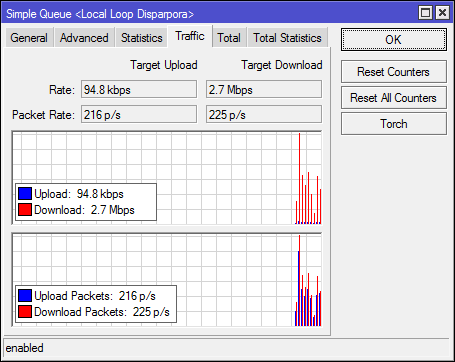 Simple Queue <Local Loop Disparpora>
General Advanced Statistics Traffic Total Total Statistics
Target Upload Target Download
Rate: 94.8 kbps 2.7 Mbps
Packet Rate: 216 p/s 225 p/s
Upload: 94.8 kbps
Download: 2.7 Mbps
Upload Packets: 216 p/s
Download Packets: 225 p/s
OK
Reset Counters
Reset All Counters
Torch
enabled